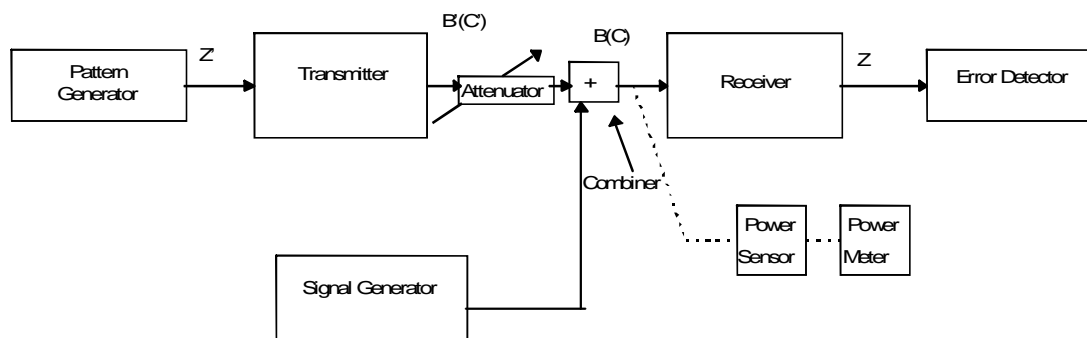 B'(C')
B(C)
Z'
Z
Pattern
Generator
Transmitter
Attenuator
+
Receiver
Error Detector
Combiner
Power
Sensor
Power
Meter
Signal Generator